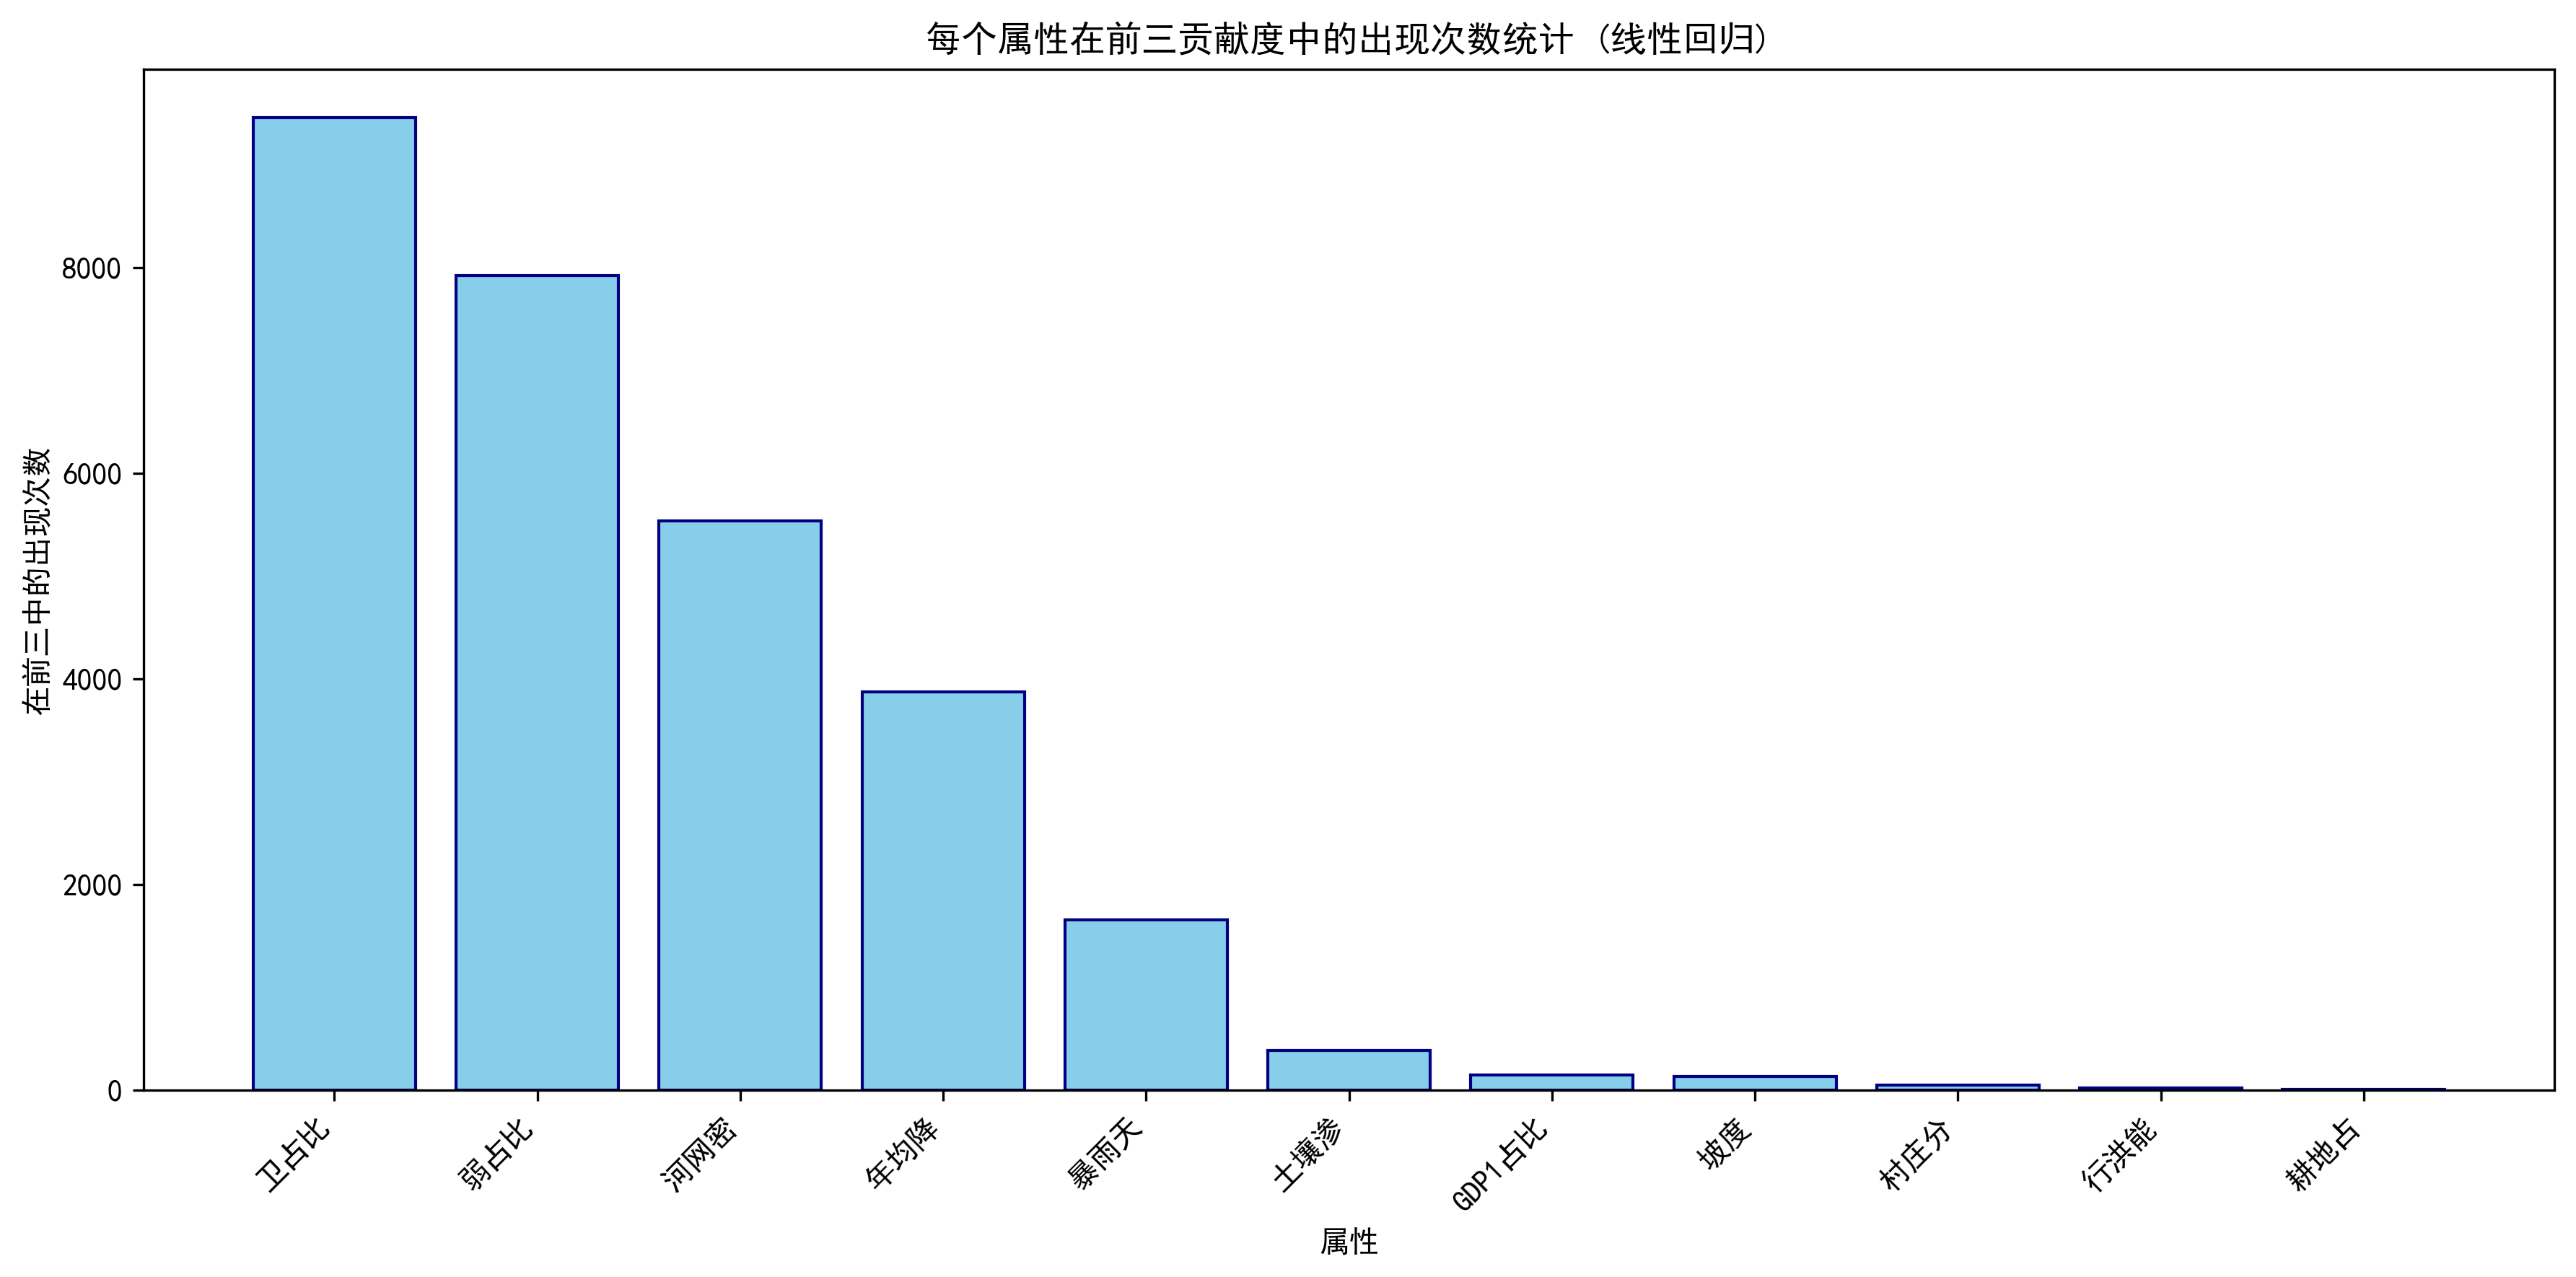 每个属性在前三贡献度中的出现次数统计 (线性回归)
在前三中的出现次数
8000
6000
4000
2000
0
卫占比
弱占比
河网密
年均降
暴雨天
土壤渗
GDP1占比
坡度
村庄分
行洪能
耕地占
属性